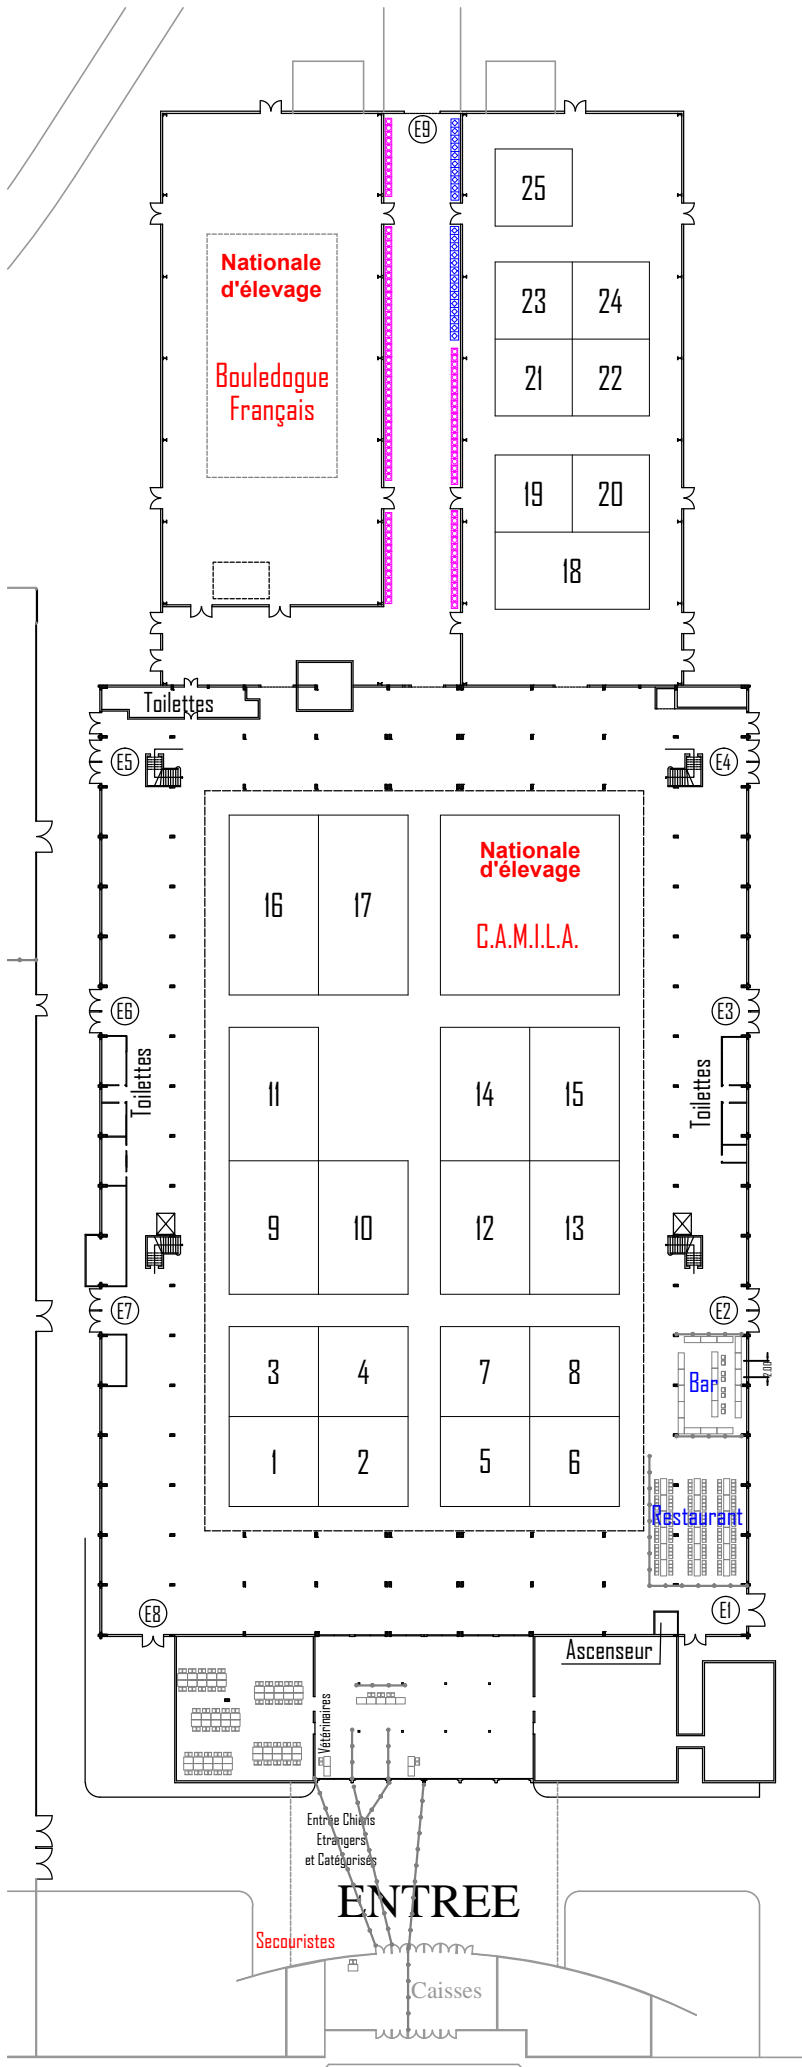 E9
25
Nationale
d'élevage
23
24
Bouledogue
Français
21
22
19
20
18
Toilettes
E5
E4
Nationale
d'élevage
16
17
C.A.M.I.L.A.
E6
E3
Toilettes
Toilettes
11
14
15
9
10
12
13
E7
E2
3
4
7
8
Bar
2.00
1
2
5
6
Restaurant
E8
E1
Ascenseur
Vétérinaires
Entrée Chiens
Etrangers
et Catégorisés
ENTREE
Secouristes
Caisses